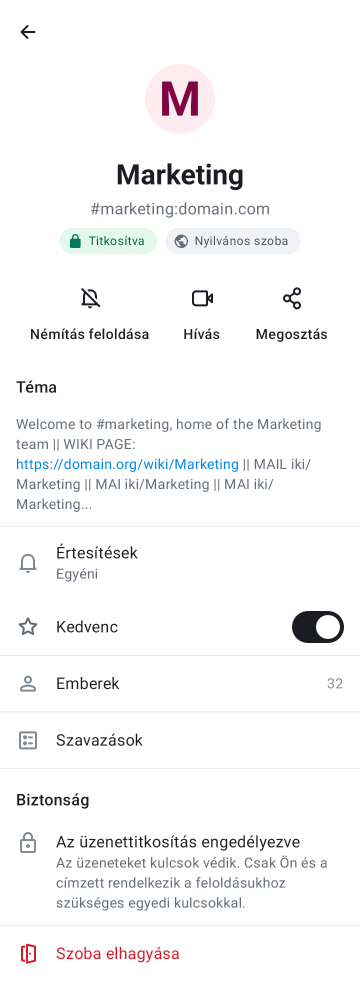 M
Marketing
#marketing:domain.com
Titkosítva
Nyilvános szoba
Némítás feloldása
Hívás
Megosztás
Téma
Welcome to #marketing, home of the Marketing
team || WIKI PAGE:
https://domain.org/wiki/Marketing || MAIL iki/
Marketing || MAI iki/Marketing || MAI iki/
Marketing...
Értesítések
Egyéni
Kedvenc
Emberek
32
Szavazások
Biztonság
Az üzenettitkosítás engedélyezve
Az üzeneteket kulcsok védik. Csak Ön és a
címzett rendelkezik a feloldásukhoz
szükséges egyedi kulcsokkal.
Szoba elhagyása